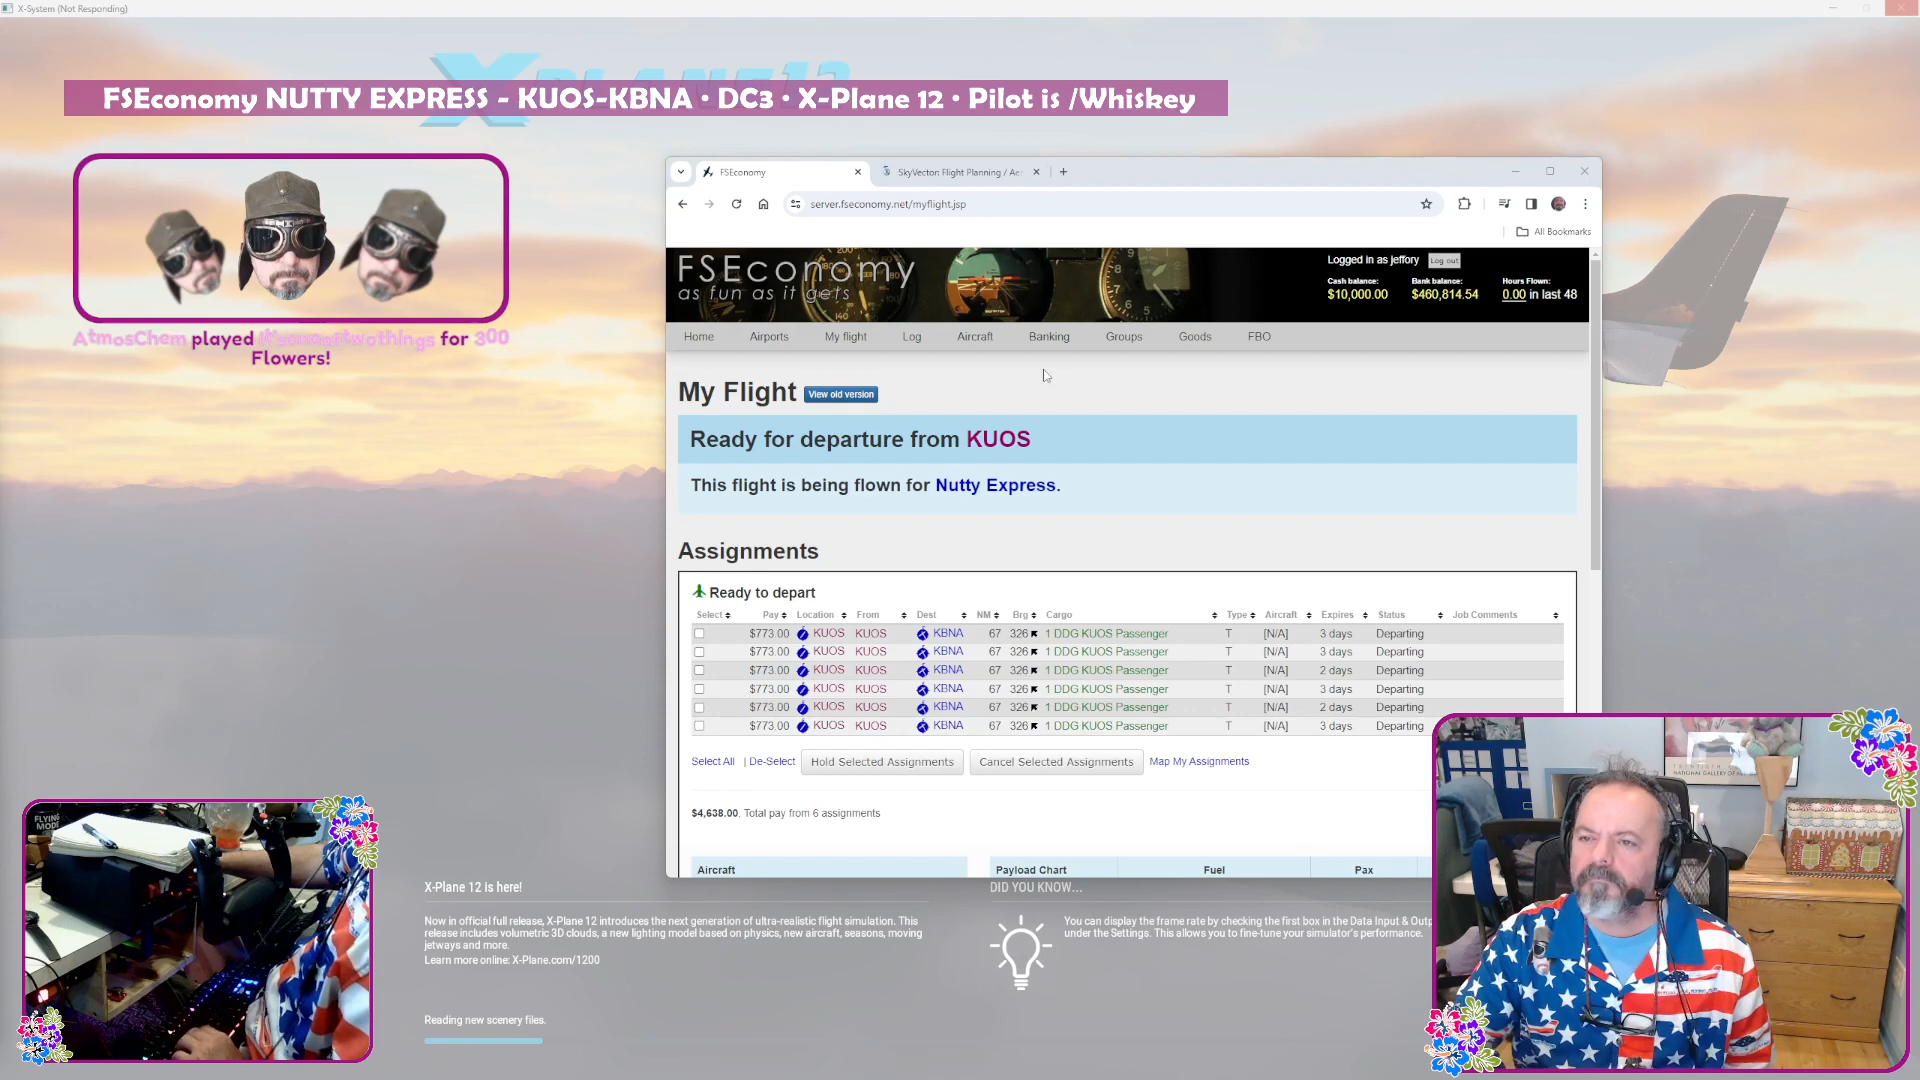 X-System (Not Responding)
X-PLANE 12
FSEconomy NUTTY EXPRESS - KUOS-KBNA • DC3 • X-Plane 12 • Pilot is /Whiskey
AtmosChem played itsonnottwothings for 300
Flowers!
FSEconomy
SkyVector: Flight Planning / Ae
server.fseconomy.net/myflight.jsp
All Bookmarks
FSEconomy
as fun as it gets
Logged in as jeffory Log out
Cash balance: Bank balance: Hours Flown:
$10,000.00 $460,814.54 0.00 in last 48
Home Airports My flight Log Aircraft Banking Groups Goods FBO
My Flight View old version
Ready for departure from KUOS
This flight is being flown for Nutty Express.
Assignments
Ready to depart
Select Pay Location From Dest NM Brg Cargo Type Aircraft Expires Status Job Comments
$773.00 KUOS KUOS KBNA 67 326 1 DDG KUOS Passenger T [N/A] 3 days Departing
$773.00 KUOS KUOS KBNA 67 326 1 DDG KUOS Passenger T [N/A] 3 days Departing
$773.00 KUOS KUOS KBNA 67 326 1 DDG KUOS Passenger T [N/A] 2 days Departing
$773.00 KUOS KUOS KBNA 67 326 1 DDG KUOS Passenger T [N/A] 3 days Departing
$773.00 KUOS KUOS KBNA 67 326 1 DDG KUOS Passenger T [N/A] 2 days Departing
$773.00 KUOS KUOS KBNA 67 326 1 DDG KUOS Passenger T [N/A] 3 days Departing
Select All | De-Select Hold Selected Assignments Cancel Selected Assignments Map My Assignments
$4,638.00, Total pay from 6 assignments
Aircraft Payload Chart Fuel Pax
X-Plane 12 is here!
Now in official full release, X-Plane 12 introduces the next generation of ultra-realistic flight simulation. This
release includes volumetric 3D clouds, a new lighting model based on physics, new aircraft, seasons, moving
jetways and more.
Learn more online: X-Plane.com/1200
DID YOU KNOW...
You can display the frame rate by checking the first box in the Data Input & Outp
under the Settings. This allows you to fine-tune your simulator's performance.
Reading new scenery files.
FLYING
MODE
NATIONAL GALLERY OF